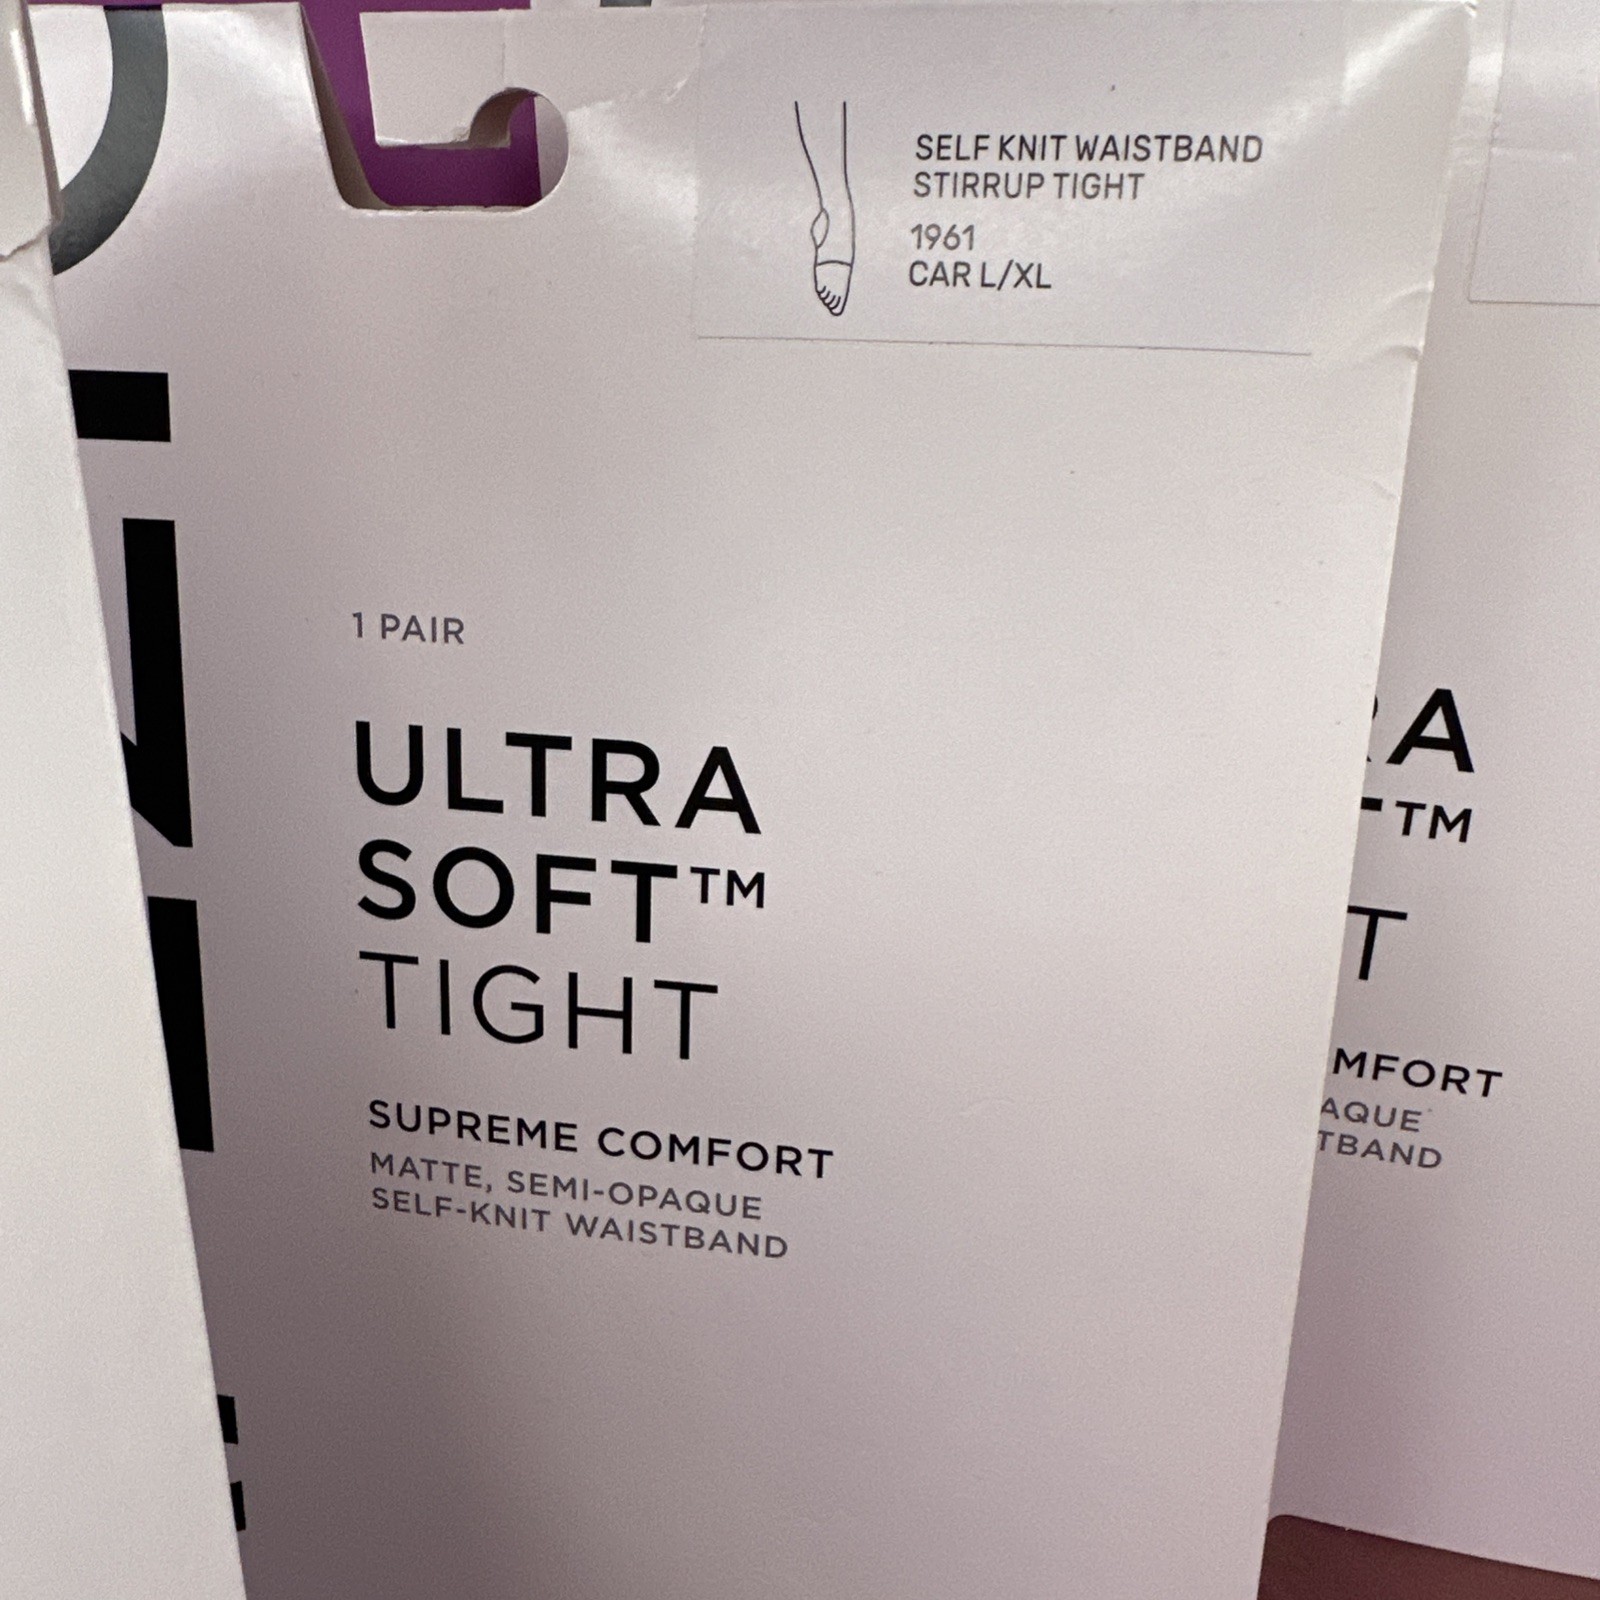 SELF KNIT WAISTBAND
STIRRUP TIGHT
1961
CAR L/XL
1 PAIR
ULTRA
SOFT™
TIGHT
SUPREME COMFORT
MATTE, SEMI-OPAQUE
SELF-KNIT WAISTBAND